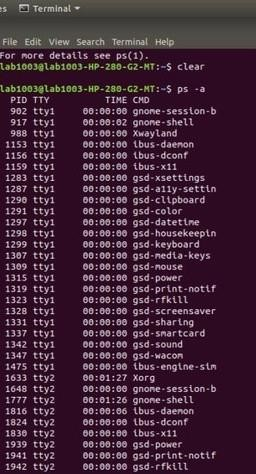 es Terminal
File Edit View Search Terminal Help
For more details see ps(1).
lab1003@lab1003-HP-280-G2-MT:~$ clear
lab1003@lab1003-HP-280-G2-MT:~$ ps -a
PID TTY TIME CMD
902 tty1 00:00:00 gnome-session-b
917 tty1 00:00:02 gnome-shell
988 tty1 00:00:00 Xwayland
1153 tty1 00:00:00 ibus-daemon
1156 tty1 00:00:00 ibus-dconf
1159 tty1 00:00:00 ibus-x11
1283 tty1 00:00:00 gsd-xsettings
1287 tty1 00:00:00 gsd-a11y-settin
1290 tty1 00:00:00 gsd-clipboard
1291 tty1 00:00:00 gsd-color
1297 tty1 00:00:00 gsd-datetime
1298 tty1 00:00:00 gsd-housekeepin
1299 tty1 00:00:00 gsd-keyboard
1307 tty1 00:00:00 gsd-media-keys
1309 tty1 00:00:00 gsd-mouse
1315 tty1 00:00:00 gsd-power
1319 tty1 00:00:00 gsd-print-notif
1323 tty1 00:00:00 gsd-rfkill
1328 tty1 00:00:00 gsd-screensaver
1331 tty1 00:00:00 gsd-sharing
1337 tty1 00:00:00 gsd-smartcard
1342 tty1 00:00:00 gsd-sound
1347 tty1 00:00:00 gsd-wacom
1475 tty1 00:00:00 ibus-engine-sim
1633 tty2 00:01:27 Xorg
1648 tty2 00:00:00 gnome-session-b
1777 tty2 00:01:26 gnome-shell
1816 tty2 00:00:06 ibus-daemon
1824 tty2 00:00:00 ibus-dconf
1830 tty2 00:00:00 ibus-x11
1939 tty2 00:00:00 gsd-power
1941 tty2 00:00:00 gsd-print-notif
1942 tty2 00:00:00 gsd-rfkill